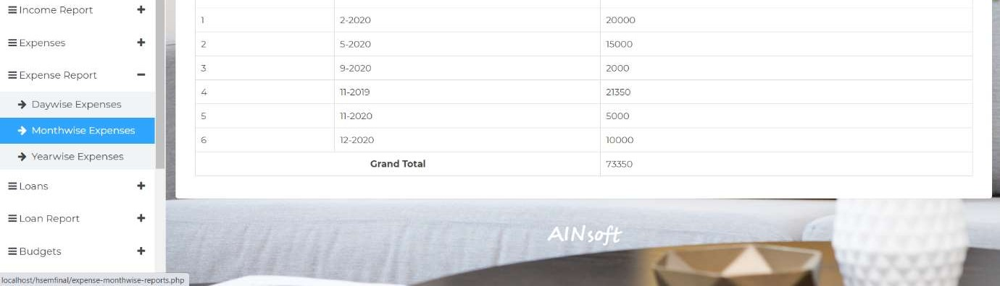 Income Report
Expenses
Expense Report
Daywise Expenses
Monthwise Expenses
Yearwise Expenses
Loans
Loan Report
Budgets
1 2-2020 20000
2 5-2020 15000
3 9-2020 2000
4 11-2019 21350
5 11-2020 5000
6 12-2020 10000
Grand Total 73350
AINsoft
localhost/hsemfinal/expense-monthwise-reports.php